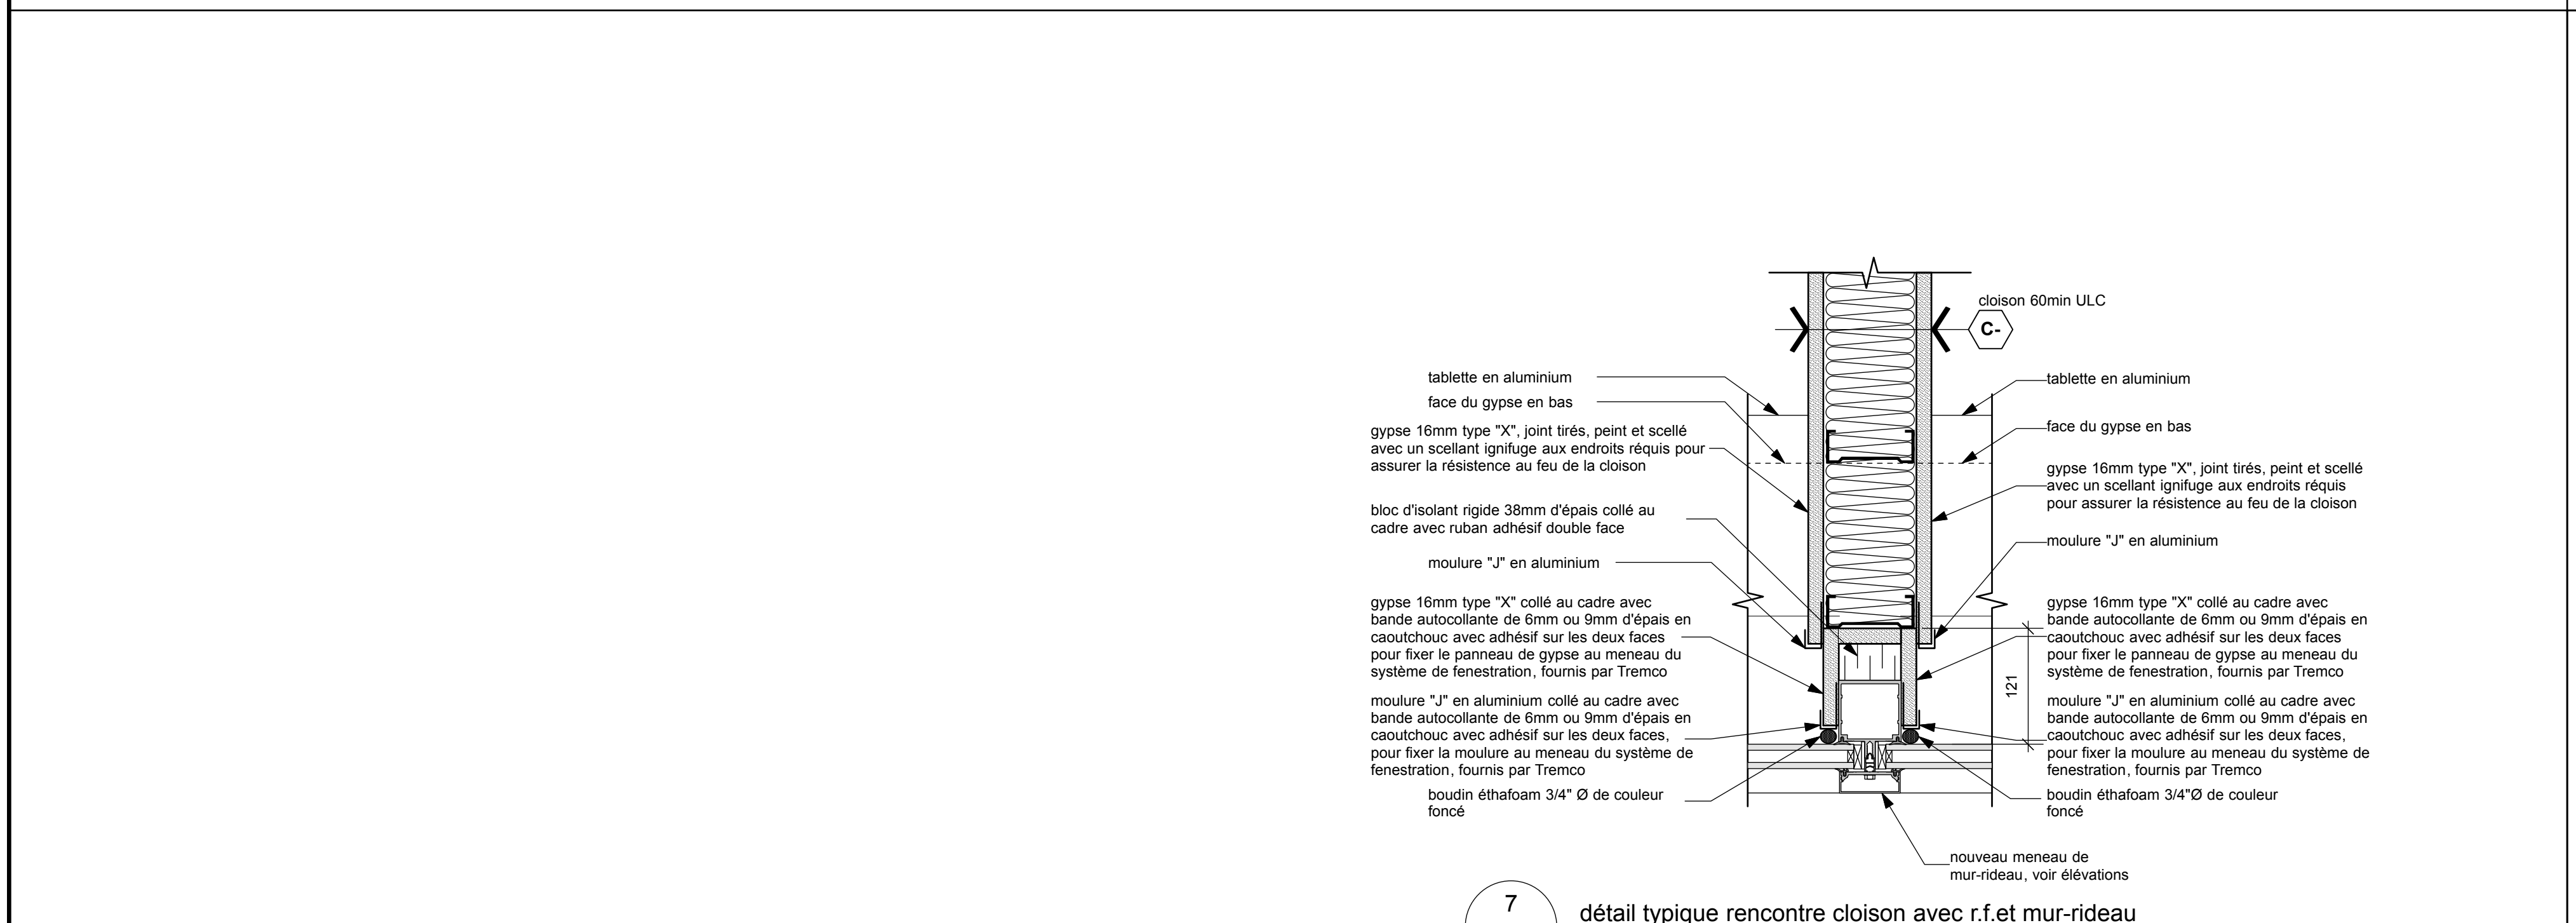 cloison 60min ULC
C-
tablette en aluminium
face du gypse en bas
gypse 16mm type "X", joint tirés, peint et scellé
avec un scellant ignifuge aux endroits réquis pour
assurer la résistence au feu de la cloison
bloc d'isolant rigide 38mm d'épais collé au
cadre avec ruban adhésif double face
moulure "J" en aluminium
gypse 16mm type "X" collé au cadre avec
bande autocollante de 6mm ou 9mm d'épais en
caoutchouc avec adhésif sur les deux faces
pour fixer le panneau de gypse au meneau du
système de fenestration, fournis par Tremco
moulure "J" en aluminium collé au cadre avec
bande autocollante de 6mm ou 9mm d'épais en
caoutchouc avec adhésif sur les deux faces,
pour fixer la moulure au meneau du système de
fenestration, fournis par Tremco
boudin éthafoam 3/4" Ø de couleur
foncé
tablette en aluminium
face du gypse en bas
gypse 16mm type "X", joint tirés, peint et scellé
avec un scellant ignifuge aux endroits réquis
pour assurer la résistence au feu de la cloison
moulure "J" en aluminium
gypse 16mm type "X" collé au cadre avec
bande autocollante de 6mm ou 9mm d'épais en
caoutchouc avec adhésif sur les deux faces
pour fixer le panneau de gypse au meneau du
système de fenestration, fournis par Tremco
121
moulure "J" en aluminium collé au cadre avec
bande autocollante de 6mm ou 9mm d'épais en
caoutchouc avec adhésif sur les deux faces,
pour fixer la moulure au meneau du système de
fenestration, fournis par Tremco
boudin éthafoam 3/4"Ø de couleur
foncé
nouveau meneau de
mur-rideau, voir élévations
7
détail typique rencontre cloison avec r.f.et mur-rideau